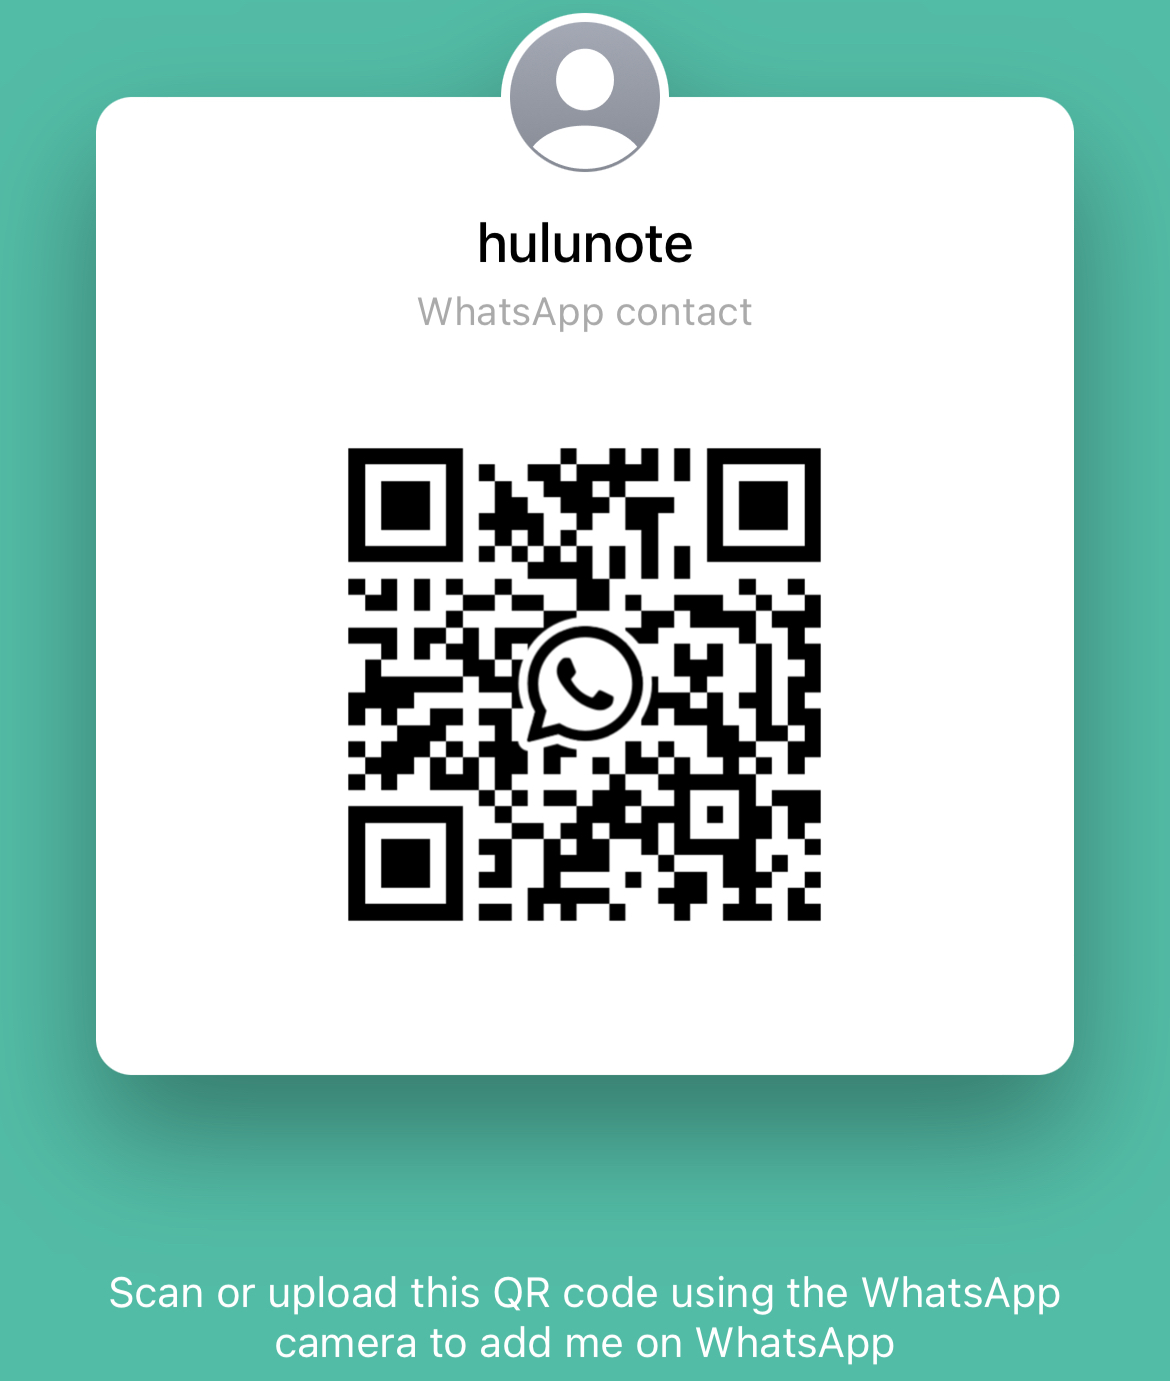 hulunote
WhatsApp contact
Scan or upload this QR code using the WhatsApp
camera to add me on WhatsApp